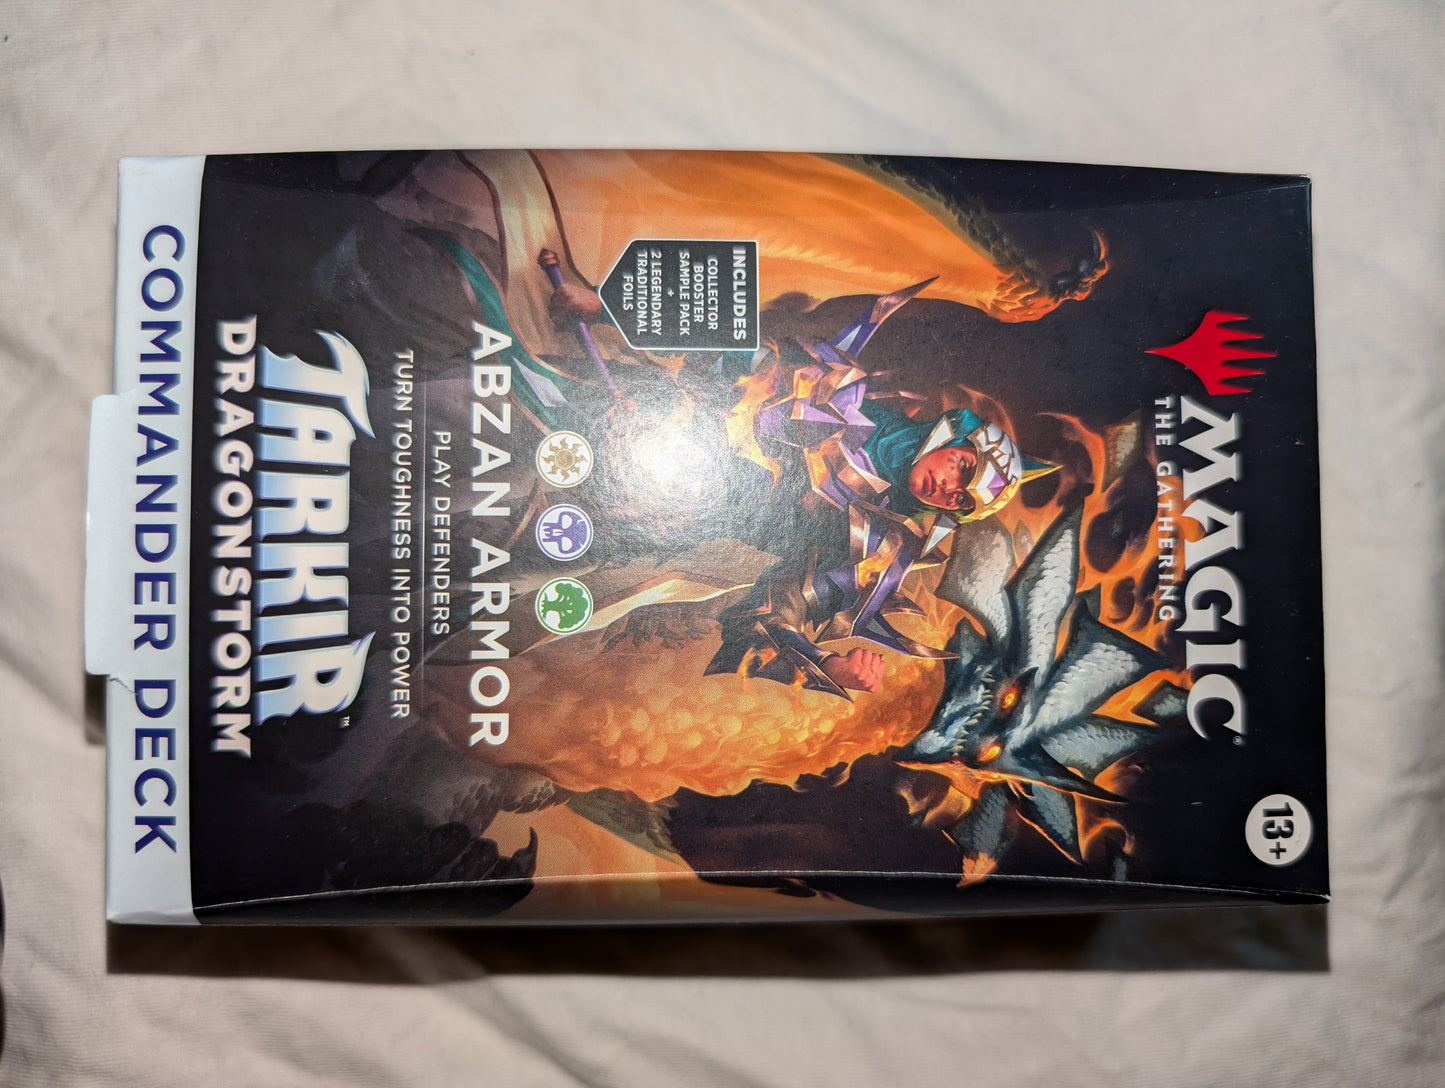 MAGIC®
THE GATHERING
13+
INCLUDES
COLLECTOR
BOOSTER
SAMPLE PACK
+
2 LEGENDARY
TRADITIONAL
FOILS
ABZAN ARMOR
PLAY DEFENDERS
TURN TOUGHNESS INTO POWER
TARKIR™
DRAGONSTORM
COMMANDER DECK